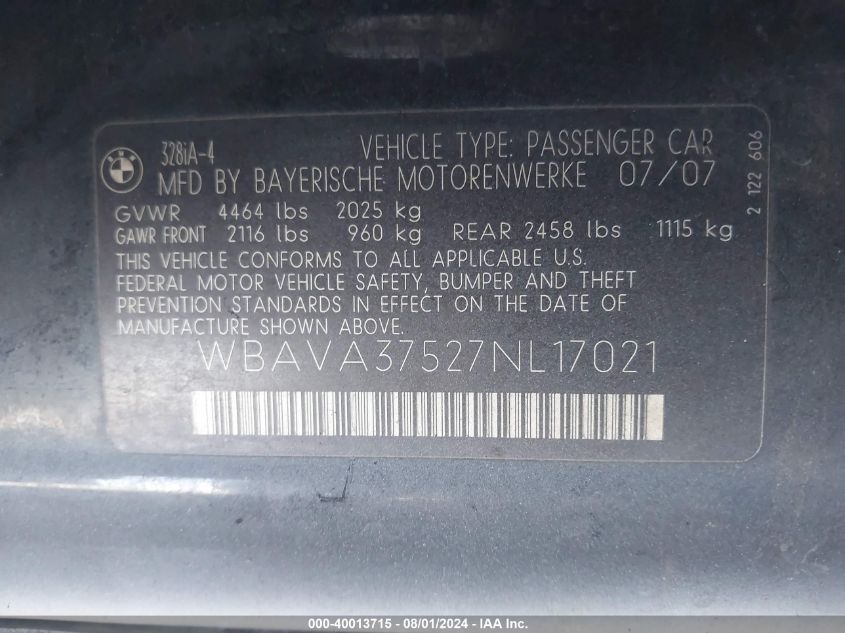 BMW
328iA-4
VEHICLE TYPE: PASSENGER CAR
MFD BY BAYERISCHE MOTORENWERKE 07/07
GVWR 4464 lbs 2025 kg
GAWR FRONT 2116 lbs 960 kg REAR 2458 lbs 1115 kg
THIS VEHICLE CONFORMS TO ALL APPLICABLE U.S.
FEDERAL MOTOR VEHICLE SAFETY, BUMPER AND THEFT
PREVENTION STANDARDS IN EFFECT ON THE DATE OF
MANUFACTURE SHOWN ABOVE.
WBAVA37527NL17021
2 122 606
000-40013715 - 08/01/2024 - IAA Inc.